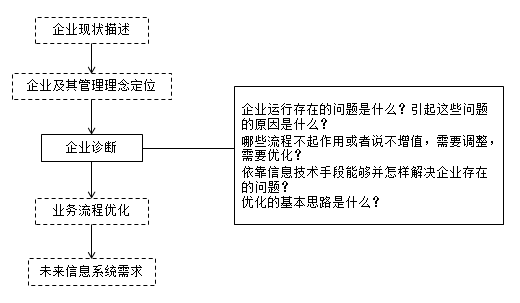 企业现状描述
企业及其管理理念定位
企业诊断
业务流程优化
未来信息系统需求
企业运行存在的问题是什么？引起这些问题
的原因是什么？
哪些流程不起作用或者说不增值，需要调整，
需要优化？
依靠信息技术手段能够并怎样解决企业存在
的问题？
优化的基本思路是什么？